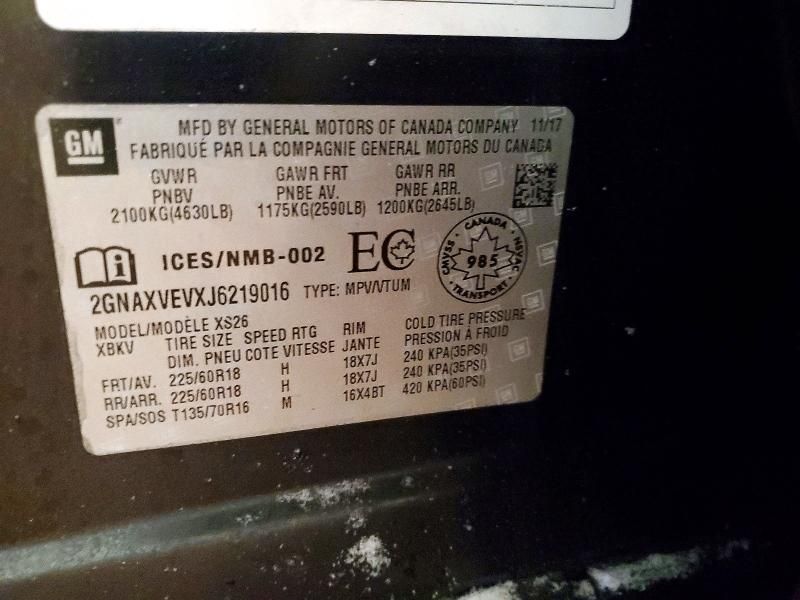 GM
MFD BY GENERAL MOTORS OF CANADA COMPANY 11/17
FABRIQUÉ PAR LA COMPAGNIE GENERAL MOTORS DU CANADA
GVWR GAWR FRT GAWR RR
PNBV PNBE AV. PNBE ARR.
2100KG(4630LB) 1175KG(2590LB) 1200KG(2645LB)
ICES/NMB-002 EC
CANADA CMVSS NSVAC 985 TRANSPORT
2GNAXVEVXJ6219016 TYPE: MPV/VTUM
MODEL/MODÈLE XS26
XBKV TIRE SIZE SPEED RTG RIM COLD TIRE PRESSURE
DIM. PNEU COTE VITESSE JANTE PRESSION À FROID
FRT/AV. 225/60R18 H 18X7J 240 KPA(35PSI)
RR/ARR. 225/60R18 H 18X7J 240 KPA(35PSI)
SPA/SOS T135/70R16 M 16X4BT 420 KPA(60PSI)